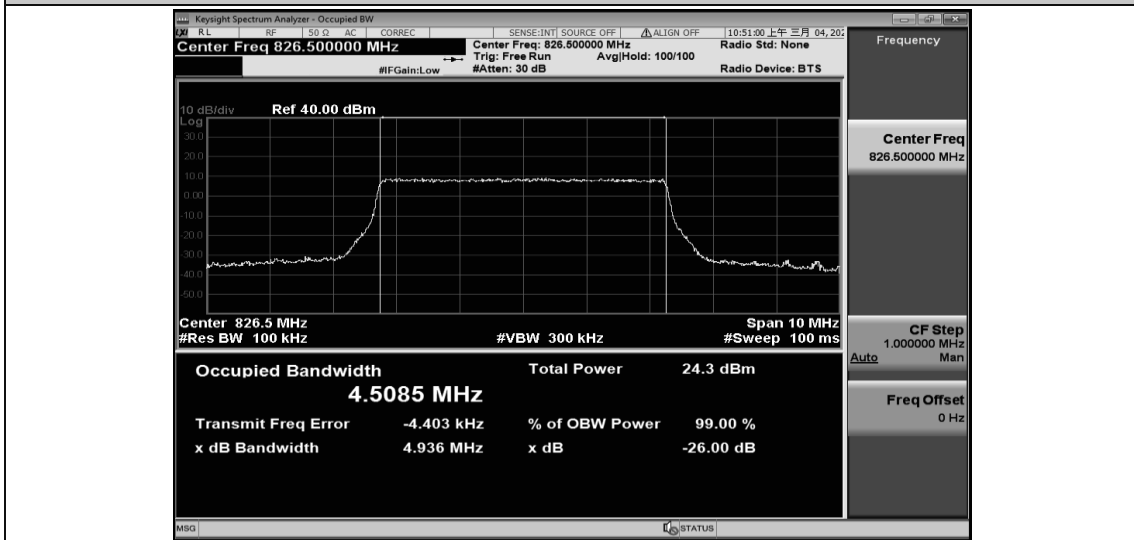 Keysight Spectrum Analyzer - Occupied BW
LXI RL RF 50 Ω AC CORREC SENSE:INT SOURCE OFF ALIGN OFF 10:51:00 上午 三月 04, 202
Center Freq 826.500000 MHz
Center Freq: 826.500000 MHz
Radio Std: None
Trig: Free Run Avg|Hold: 100/100
#IFGain:Low #Atten: 30 dB Radio Device: BTS
Frequency
10 dB/div Ref 40.00 dBm
Log
30.0
20.0
10.0
0.00
-10.0
-20.0
-30.0
-40.0
-50.0
Center 826.5 MHz Span 10 MHz
#Res BW 100 kHz #VBW 300 kHz #Sweep 100 ms
Occupied Bandwidth Total Power 24.3 dBm
4.5085 MHz
Transmit Freq Error -4.403 kHz % of OBW Power 99.00 %
x dB Bandwidth 4.936 MHz x dB -26.00 dB
Center Freq
826.500000 MHz
CF Step
1.000000 MHz
Auto Man
Freq Offset
0 Hz
MSG STATUS